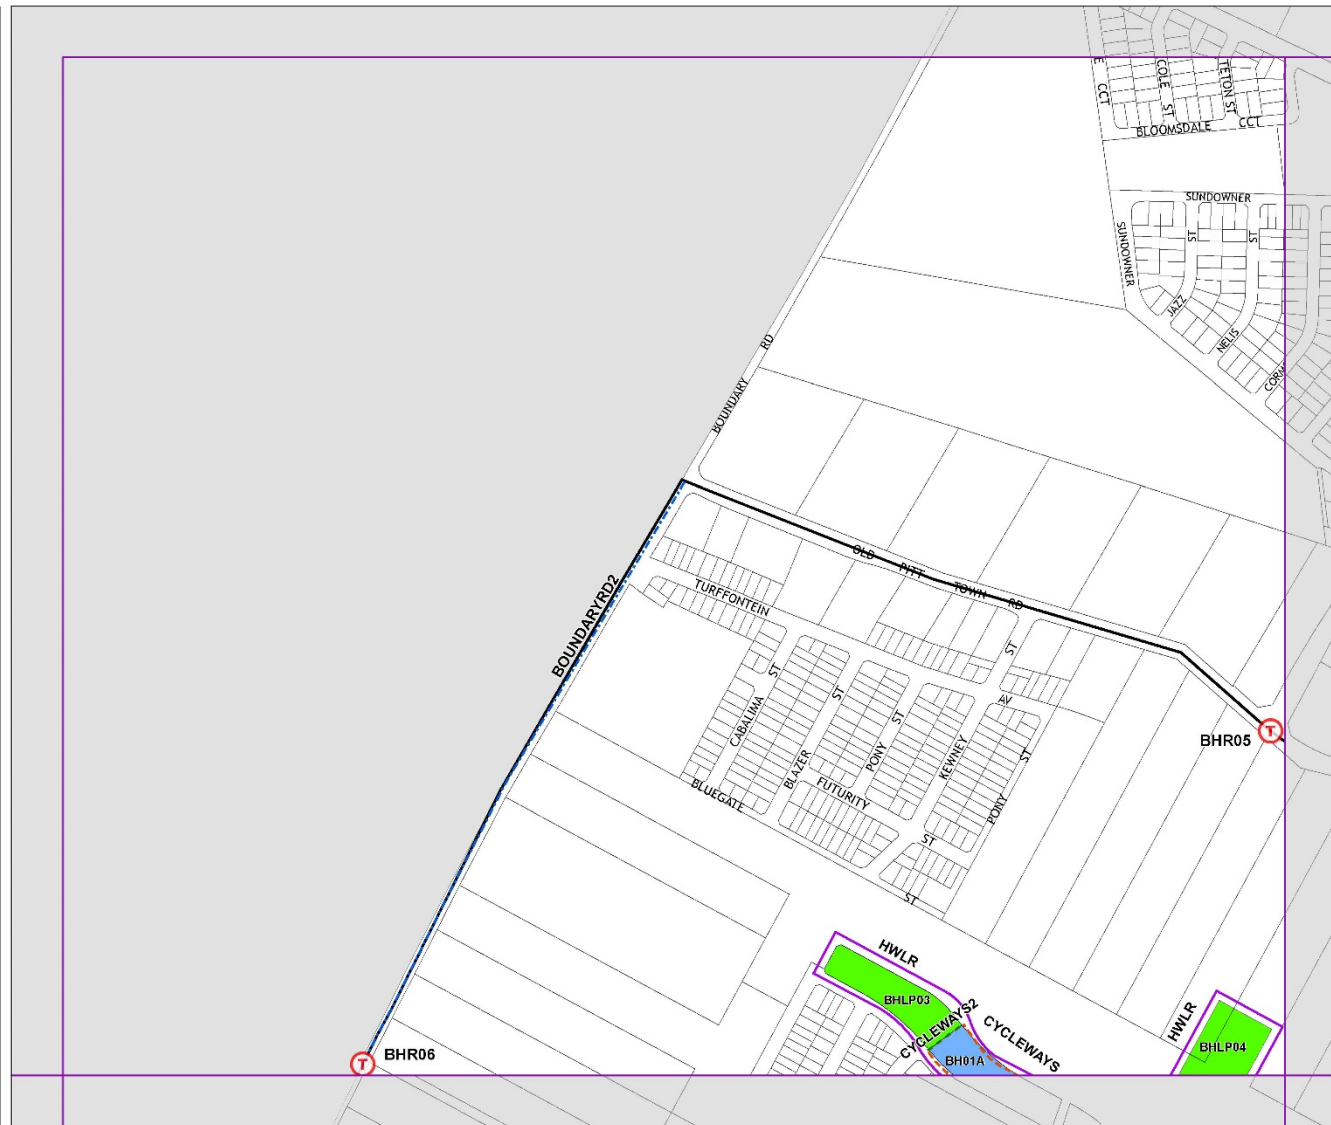 E CCT
COLE ST
TETON ST
BLOOMSDALE CCT
SUNDOWNER
SUNDOWNER
ST
ST
JAZZ
NELIS
CORM
BOUNDARY RD
OLD PITT TOWN RD
BOUNDARYRD2
TURFFONTEIN
ST
ST
AV
CABALIMA
ST
ST
BLAZER
PONY
KEWNEY
ST
PONY
BLUEGATE
FUTURITY
ST
ST
T
BHR05
HWLR
BHLP03
CYCLEWAYS2
CYCLEWAYS
BH01A
HWLR
BHLP04
T
BHR06